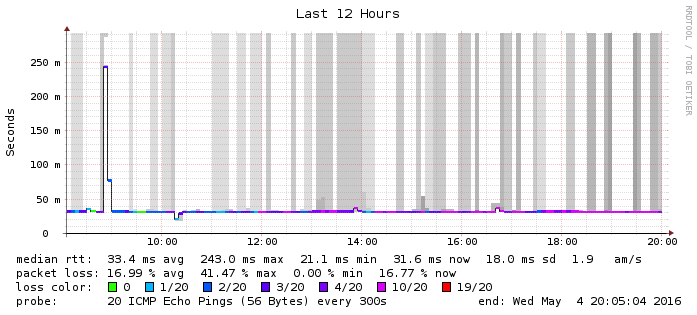 Last 12 Hours
RRDTOOL / TOBI OETIKER
Seconds
250 m
200 m
150 m
100 m
50 m
0
10:00 12:00 14:00 16:00 18:00 20:00
median rtt: 33.4 ms avg 243.0 ms max 21.1 ms min 31.6 ms now 18.0 ms sd 1.9 am/s
packet loss: 16.99 % avg 41.47 % max 0.00 % min 16.77 % now
loss color: 0 1/20 2/20 3/20 4/20 10/20 19/20
probe: 20 ICMP Echo Pings (56 Bytes) every 300s end: Wed May 4 20:05:04 2016